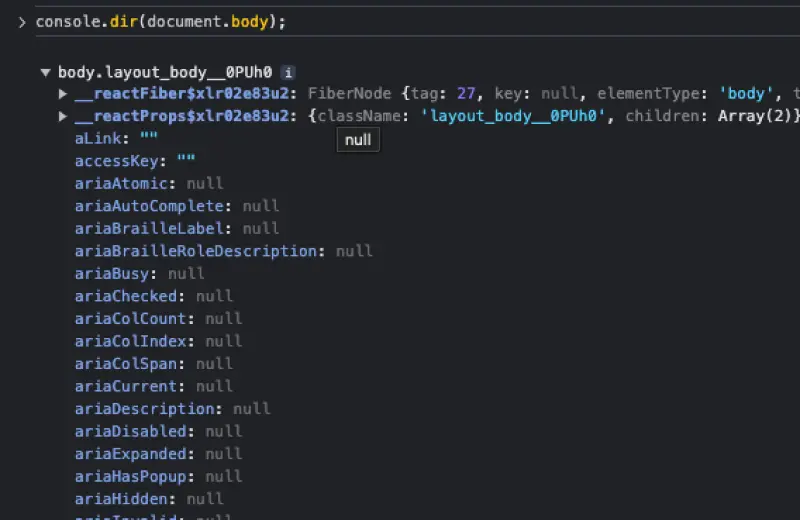 > console.dir(document.body);
▼ body.layout_body__0PUh0 i
▶ __reactFiber$xlr02e83u2: FiberNode {tag: 27, key: null, elementType: 'body', t
▶ __reactProps$xlr02e83u2: {className: 'layout_body__0PUh0', children: Array(2)}
null
aLink: ""
accessKey: ""
ariaAtomic: null
ariaAutoComplete: null
ariaBrailleLabel: null
ariaBrailleRoleDescription: null
ariaBusy: null
ariaChecked: null
ariaColCount: null
ariaColIndex: null
ariaColSpan: null
ariaCurrent: null
ariaDescription: null
ariaDisabled: null
ariaExpanded: null
ariaHasPopup: null
ariaHidden: null
ariaInvalid: null